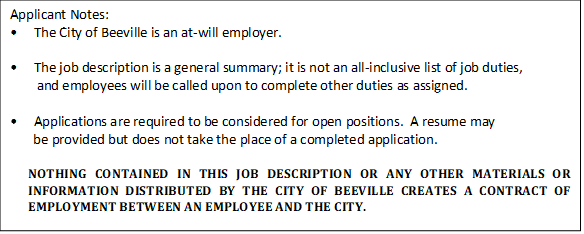 Applicant Notes:
• The City of Beeville is an at-will employer.
• The job description is a general summary; it is not an all-inclusive list of job duties,
and employees will be called upon to complete other duties as assigned.
• Applications are required to be considered for open positions.  A resume may
be provided but does not take the place of a completed application.
NOTHING CONTAINED IN THIS JOB DESCRIPTION OR ANY OTHER MATERIALS OR
INFORMATION DISTRIBUTED BY THE CITY OF BEEVILLE CREATES A CONTRACT OF
EMPLOYMENT BETWEEN AN EMPLOYEE AND THE CITY.